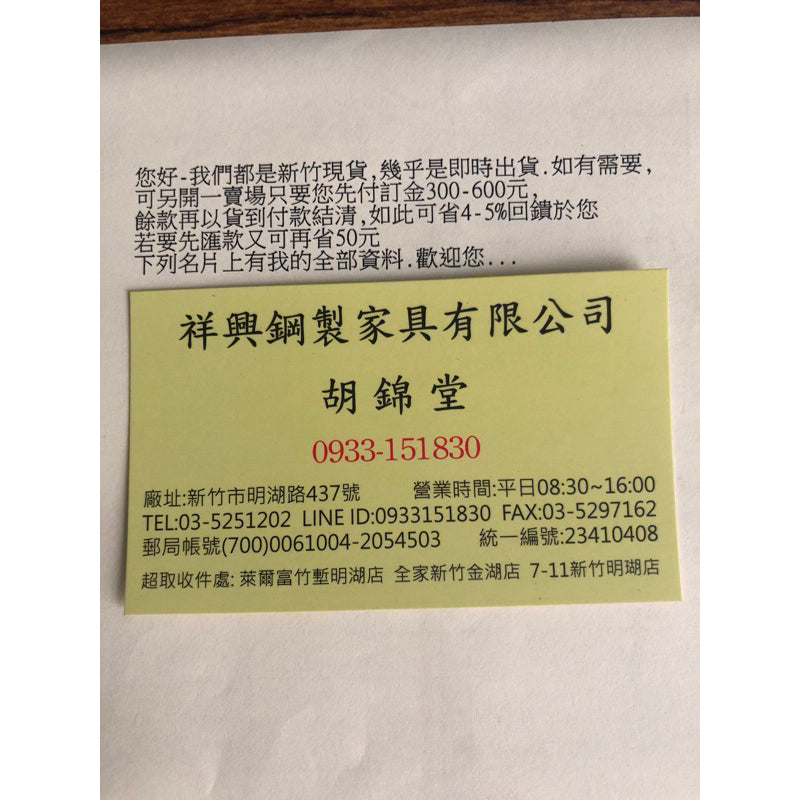 您好-我們都是新竹現貨,幾乎是即時出貨.如有需要,
可另開一賣場只要您先付訂金300-600元,
餘款再以貨到付款結清,如此可省4-5%回鐀於您
若要先匯款又可再省50元
下列名片上有我的全部資料.歡迎您...
祥興鋼製家具有限公司
胡錦堂
0933-151830
廠址:新竹市明湖路437號 營業時間:平日08:30~16:00
TEL:03-5251202 LINE ID:0933151830 FAX:03-5297162
郵局帳號(700)0061004-2054503 統一編號:23410408
超取收件處: 萊爾富竹塹明湖店 全家新竹金湖店 7-11新竹明瑚店